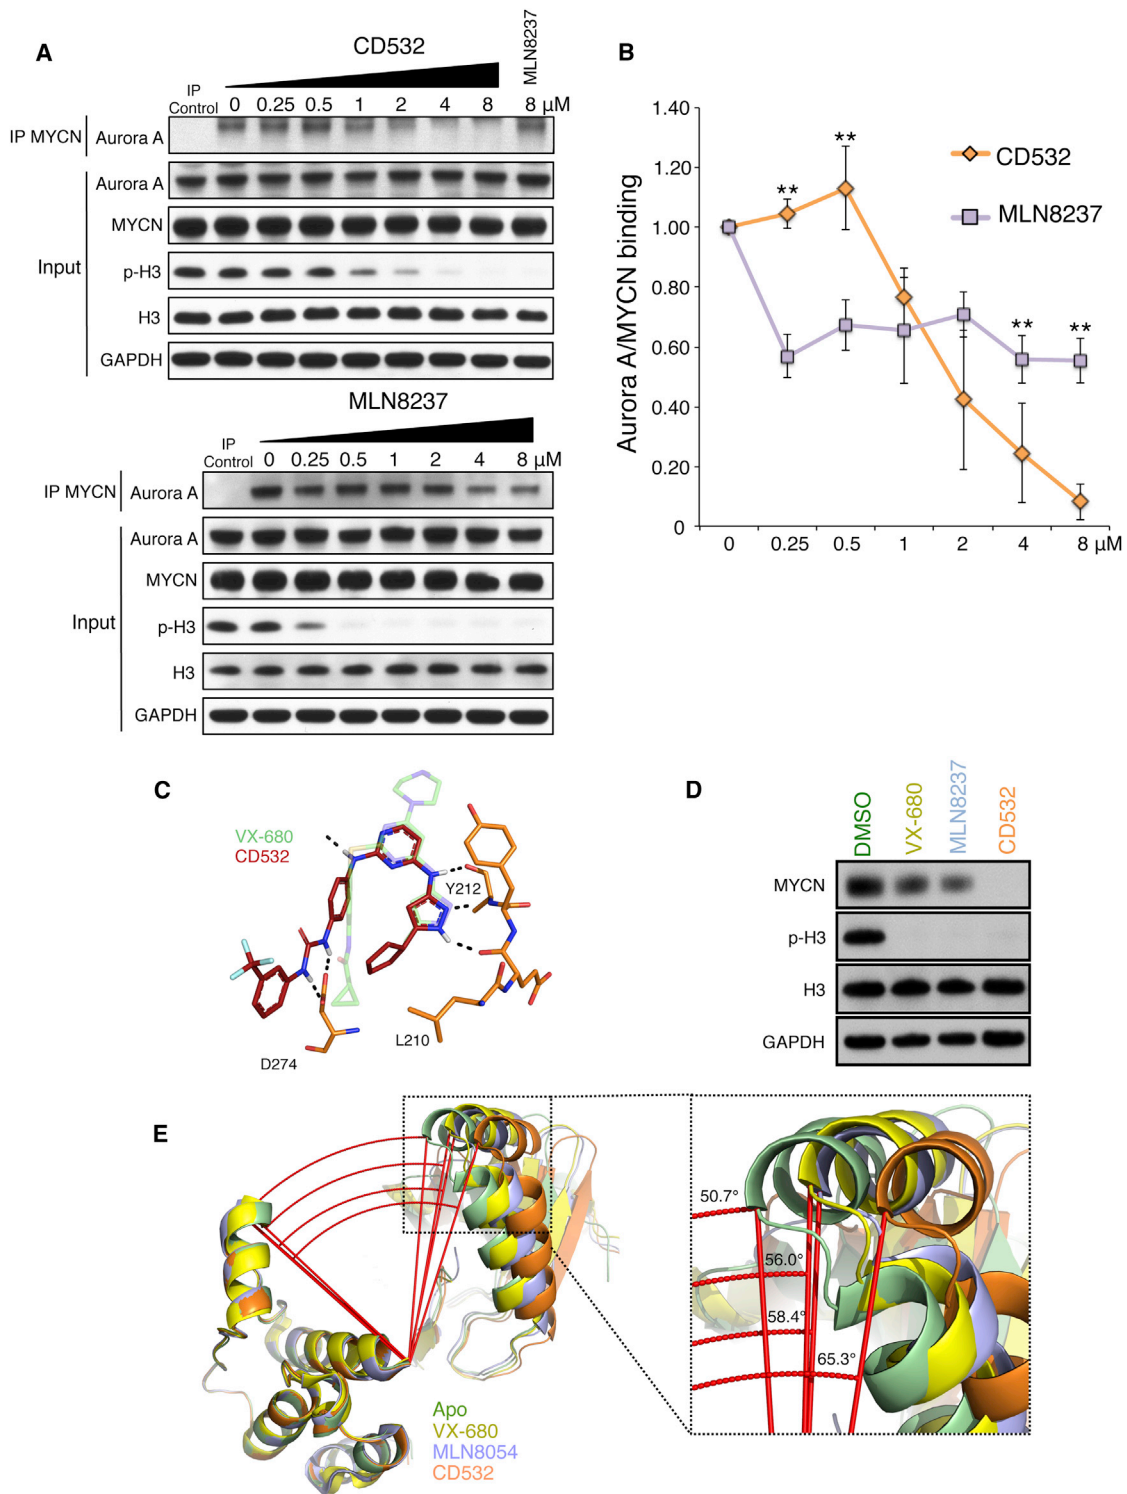 A
CD532
MLN8237
IP
Control
0 0.25 0.5 1 2 4 8 8 μM
IP MYCN
Aurora A
Input
Aurora A
MYCN
p-H3
H3
GAPDH
MLN8237
IP
Control
0 0.25 0.5 1 2 4 8 μM
IP MYCN
Aurora A
Input
Aurora A
MYCN
p-H3
H3
GAPDH
B
Aurora A/MYCN binding
1.40
1.20
1.00
0.80
0.60
0.40
0.20
0
0 0.25 0.5 1 2 4 8 μM
**
**
**
**
CD532
MLN8237
C
VX-680
CD532
Y212
L210
D274
D
DMSO
VX-680
MLN8237
CD532
MYCN
p-H3
H3
GAPDH
E
Apo
VX-680
MLN8054
CD532
50.7°
56.0°
58.4°
65.3°